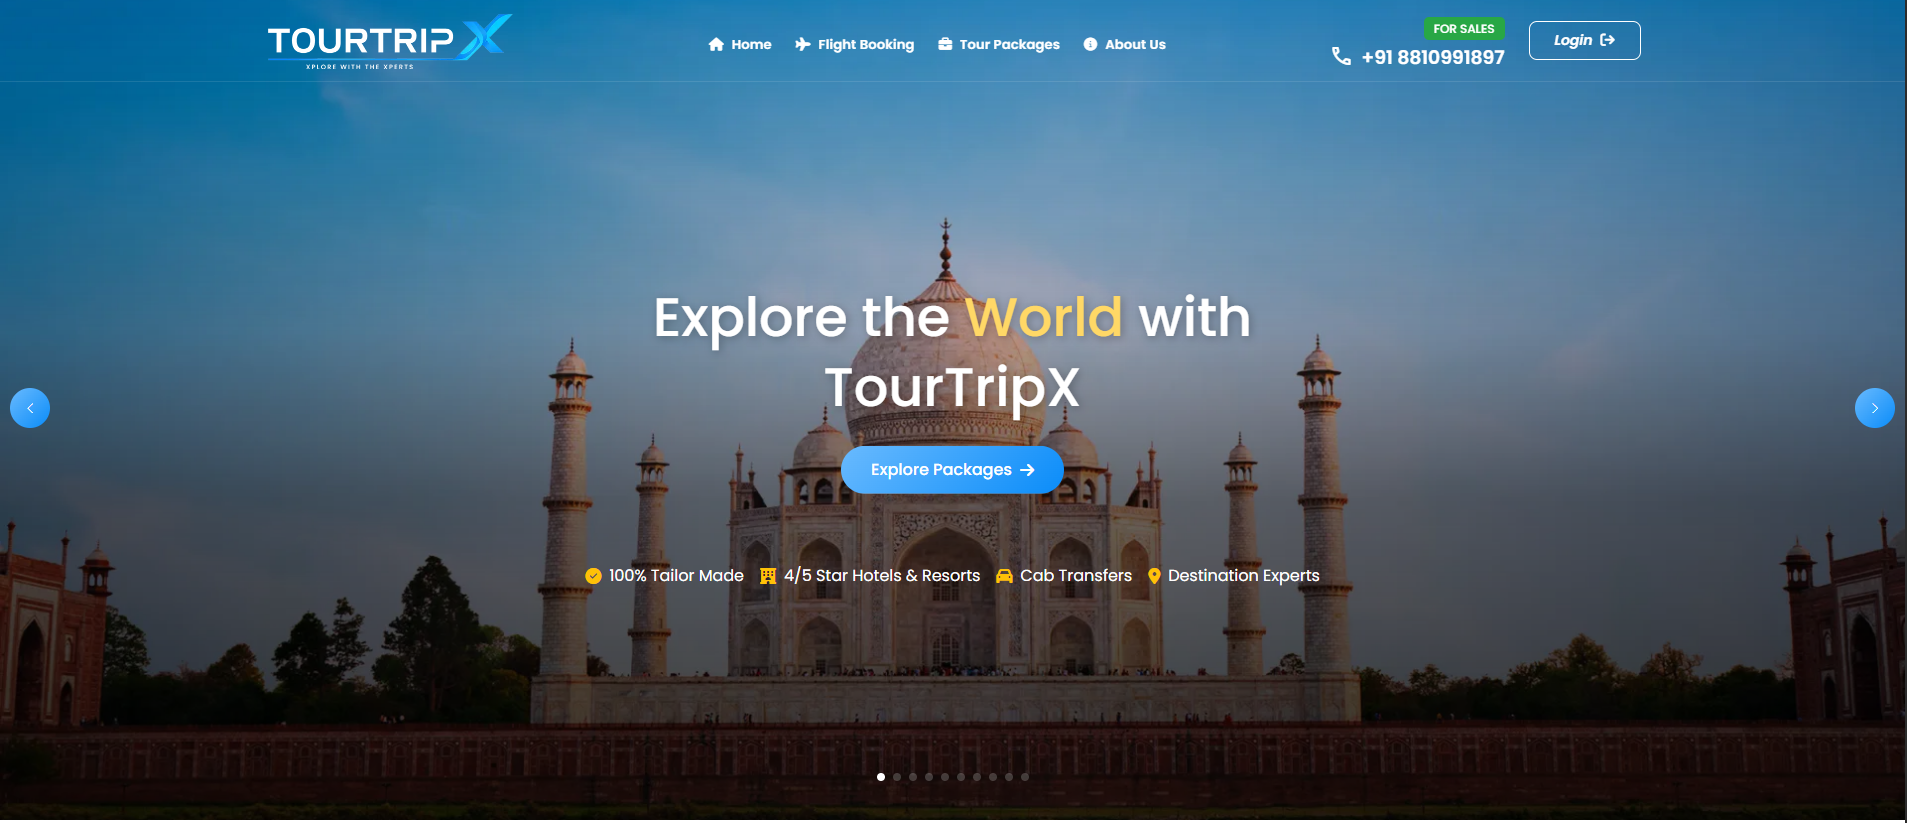 TOURTRIPX
XPLORE WITH THE XPERTS
Home
Flight Booking
Tour Packages
About Us
FOR SALES
+91 8810991897
Login
Explore the World with
TourTripX
Explore Packages
100% Tailor Made
4/5 Star Hotels & Resorts
Cab Transfers
Destination Experts